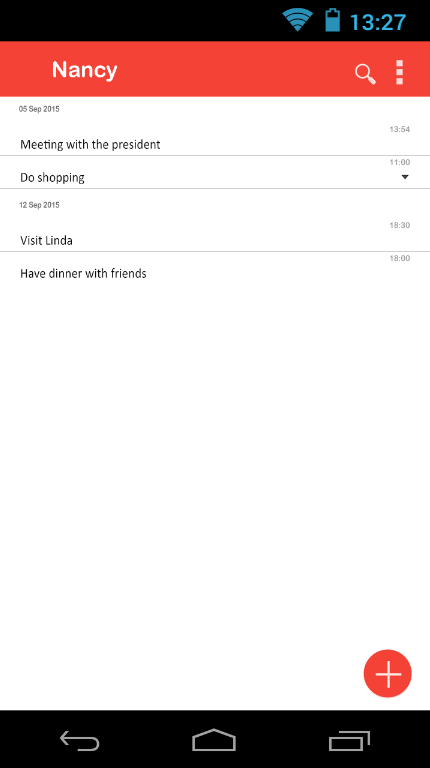 13:27
Nancy
05 Sep 2015
13:54
Meeting with the president
11:00
Do shopping
12 Sep 2015
18:30
Visit Linda
18:00
Have dinner with friends